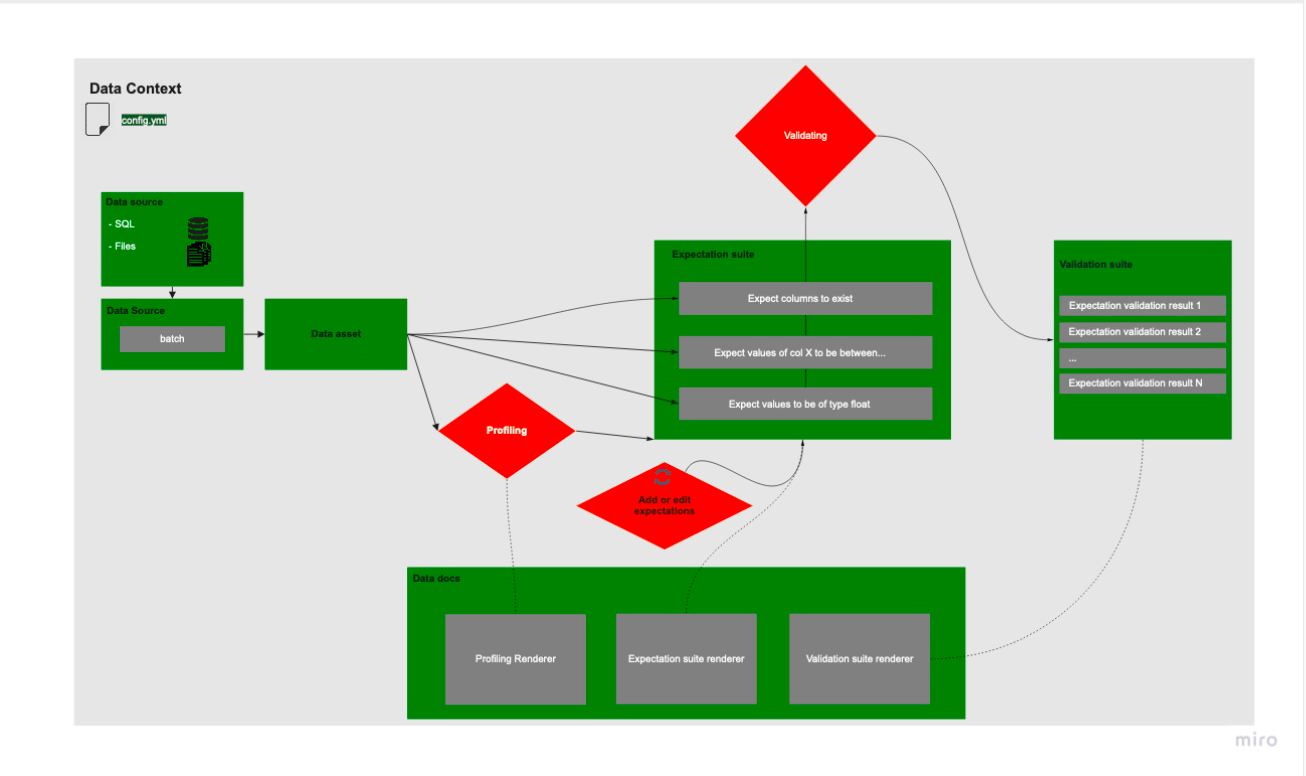 Data Context
config.yml
Data source
- SQL
- Files
Data Source
batch
Data asset
Profiling
Add or edit
expectations
Expectation suite
Expect columns to exist
Expect values of col X to be between...
Expect values to be of type float
Validating
Validation suite
Expectation validation result 1
Expectation validation result 2
...
Expectation validation result N
Data docs
Profiling Renderer
Expectation suite renderer
Validation suite renderer
miro